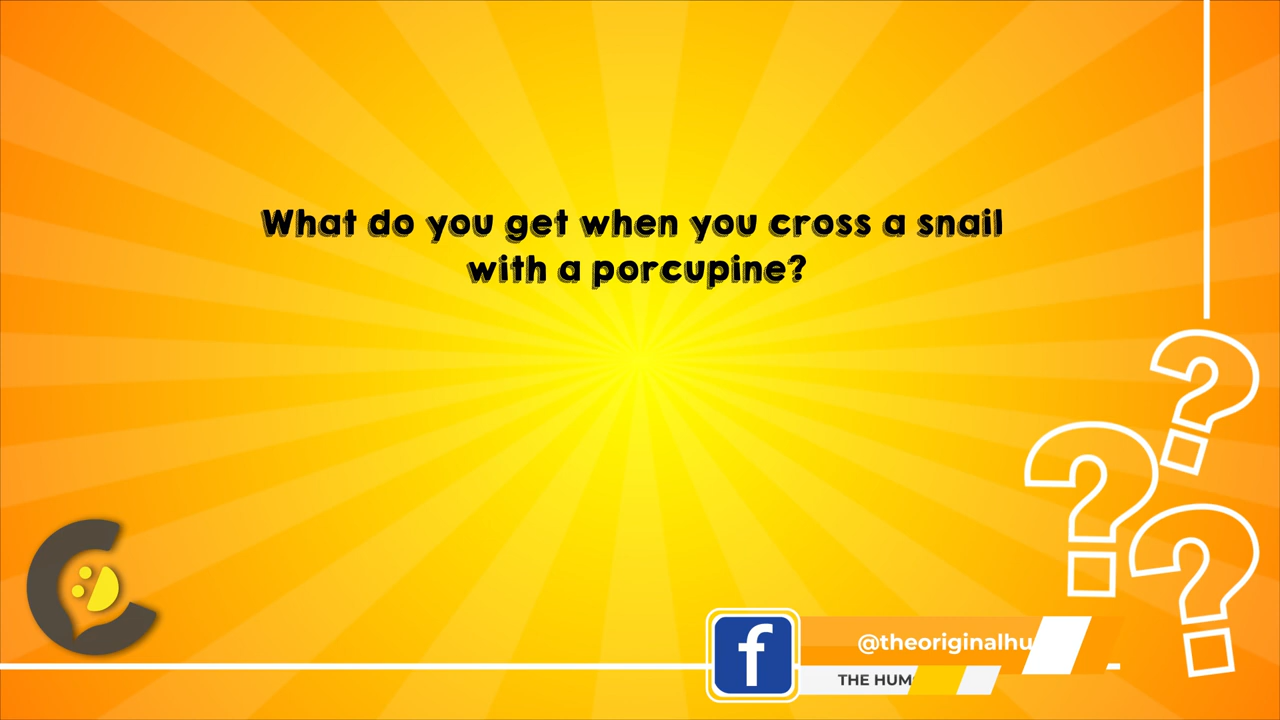 What do you get when you cross a snail
with a porcupine?
@theoriginalhu
THE HUM